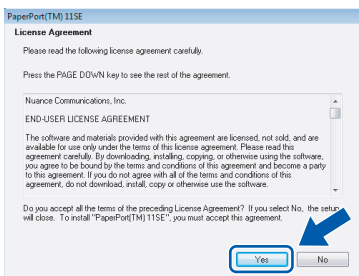 PaperPort(TM) 11SE
License Agreement
Please read the following license agreement carefully.
Press the PAGE DOWN key to see the rest of the agreement.
Nuance Communications, Inc.
END-USER LICENSE AGREEMENT
The software and materials provided with this agreement are licensed, not sold, and are
available for use only under the terms of this license agreement. Please read this
agreement carefully. By downloading, installing, copying, or otherwise using the software,
you agree to be bound by the terms and conditions of this agreement and become a party
to this agreement. If you do not agree with all of the terms and conditions of this
agreement, do not download, install, copy or otherwise use the software.
Do you accept all the terms of the preceding License Agreement? If you select No, the setup
will close. To install "PaperPort(TM) 11SE", you must accept this agreement.
Yes
No